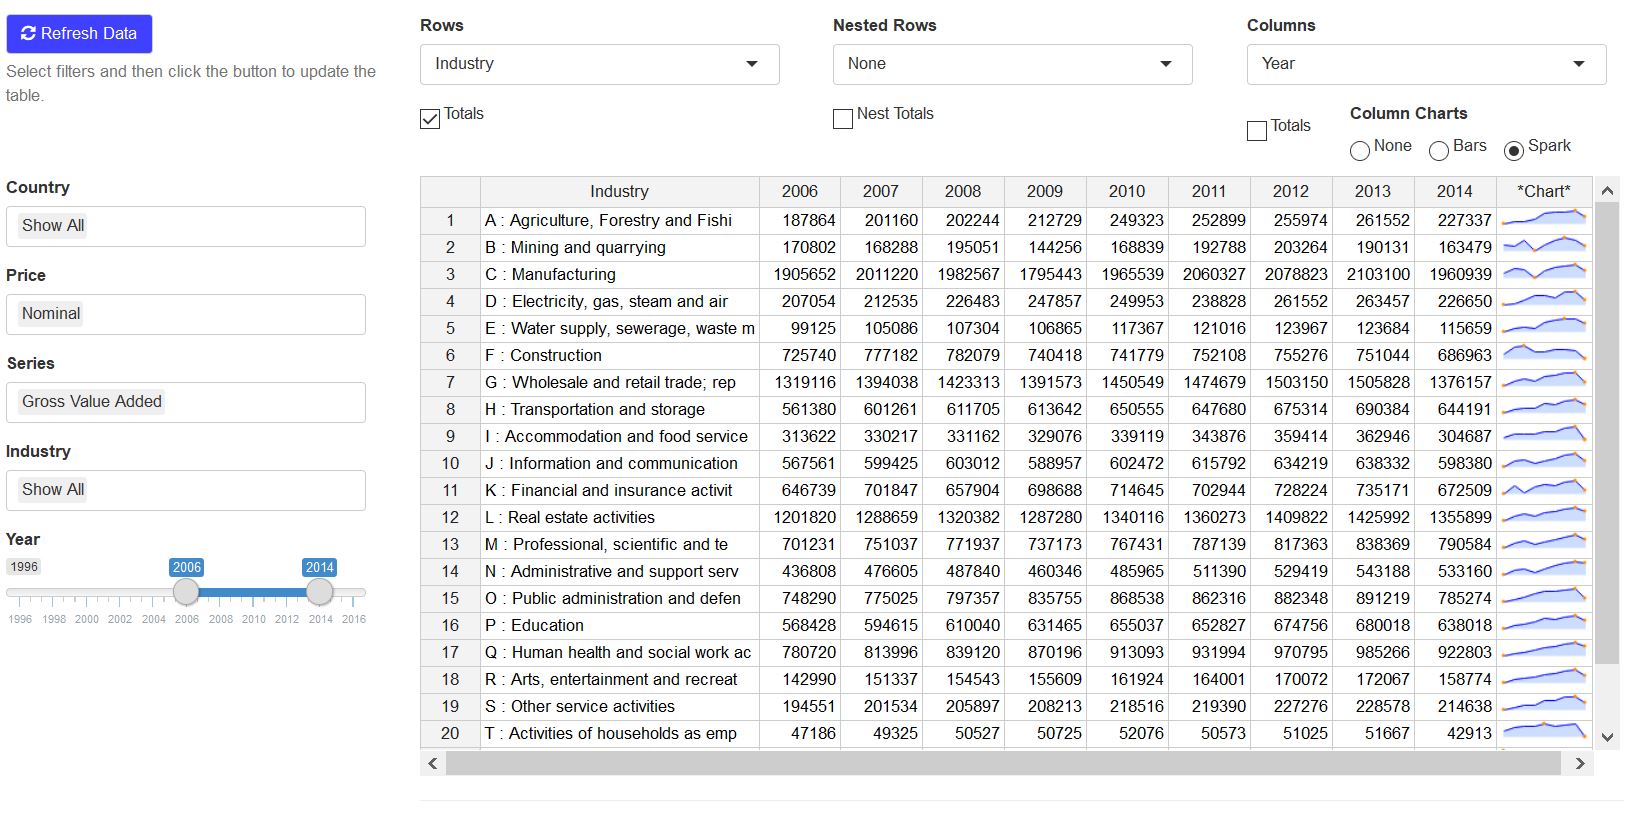 Refresh Data
Select filters and then click the button to update the
table.
Rows
Industry
Totals
Nested Rows
None
Nest Totals
Columns
Year
Totals
Column Charts
None Bars Spark
Country
Show All
Price
Nominal
Series
Gross Value Added
Industry
Show All
Year
1996 2006 2014
1996 1998 2000 2002 2004 2006 2008 2010 2012 2014 2016
Industry 2006 2007 2008 2009 2010 2011 2012 2013 2014 *Chart*
1 A : Agriculture, Forestry and Fishi 187864 201160 202244 212729 249323 252899 255974 261552 227337
2 B : Mining and quarrying 170802 168288 195051 144256 168839 192788 203264 190131 163479
3 C : Manufacturing 1905652 2011220 1982567 1795443 1965539 2060327 2078823 2103100 1960939
4 D : Electricity, gas, steam and air 207054 212535 226483 247857 249953 238828 261552 263457 226650
5 E : Water supply, sewerage, waste m 99125 105086 107304 106865 117367 121016 123967 123684 115659
6 F : Construction 725740 777182 782079 740418 741779 752108 755276 751044 686963
7 G : Wholesale and retail trade; rep 1319116 1394038 1423313 1391573 1450549 1474679 1503150 1505828 1376157
8 H : Transportation and storage 561380 601261 611705 613642 650555 647680 675314 690384 644191
9 I : Accommodation and food service 313622 330217 331162 329076 339119 343876 359414 362946 304687
10 J : Information and communication 567561 599425 603012 588957 602472 615792 634219 638332 598380
11 K : Financial and insurance activit 646739 701847 657904 698688 714645 702944 728224 735171 672509
12 L : Real estate activities 1201820 1288659 1320382 1287280 1340116 1360273 1409822 1425992 1355899
13 M : Professional, scientific and te 701231 751037 771937 737173 767431 787139 817363 838369 790584
14 N : Administrative and support serv 436808 476605 487840 460346 485965 511390 529419 543188 533160
15 O : Public administration and defen 748290 775025 797357 835755 868538 862316 882348 891219 785274
16 P : Education 568428 594615 610040 631465 655037 652827 674756 680018 638018
17 Q : Human health and social work ac 780720 813996 839120 870196 913093 931994 970795 985266 922803
18 R : Arts, entertainment and recreat 142990 151337 154543 155609 161924 164001 170072 172067 158774
19 S : Other service activities 194551 201534 205897 208213 218516 219390 227276 228578 214638
20 T : Activities of households as emp 47186 49325 50527 50725 52076 50573 51025 51667 42913